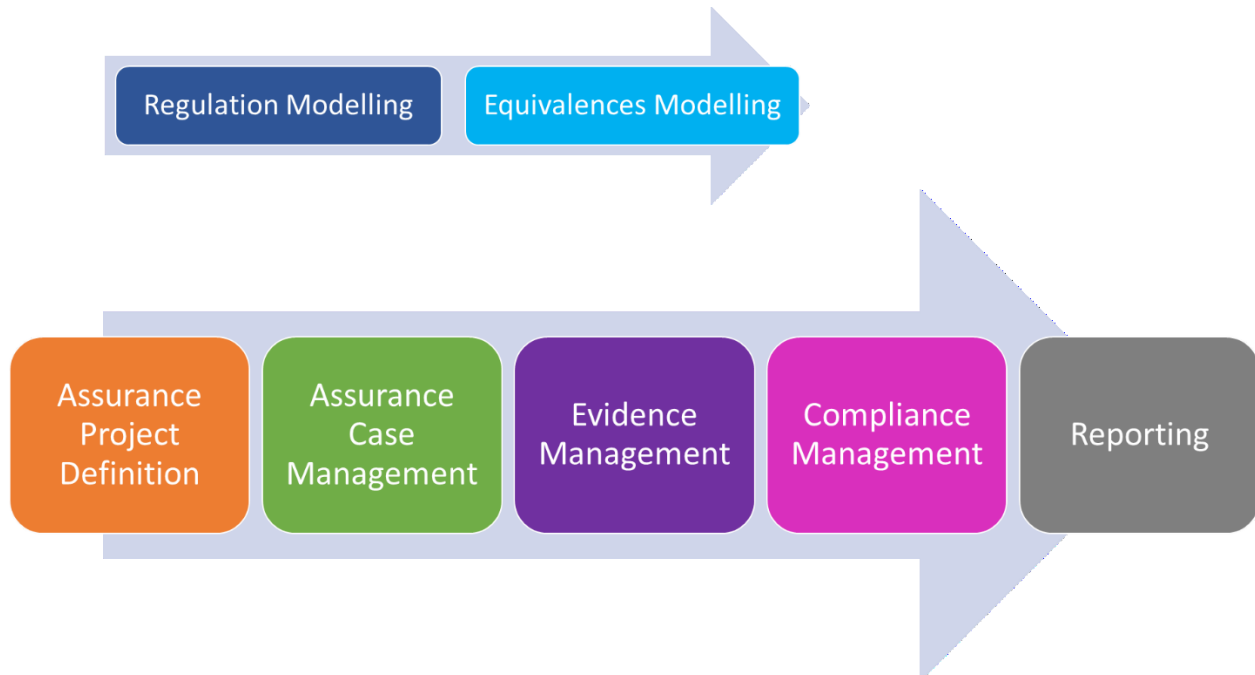 Regulation Modelling
Equivalences Modelling
Assurance
Project
Definition
Assurance
Case
Management
Evidence
Management
Compliance
Management
Reporting